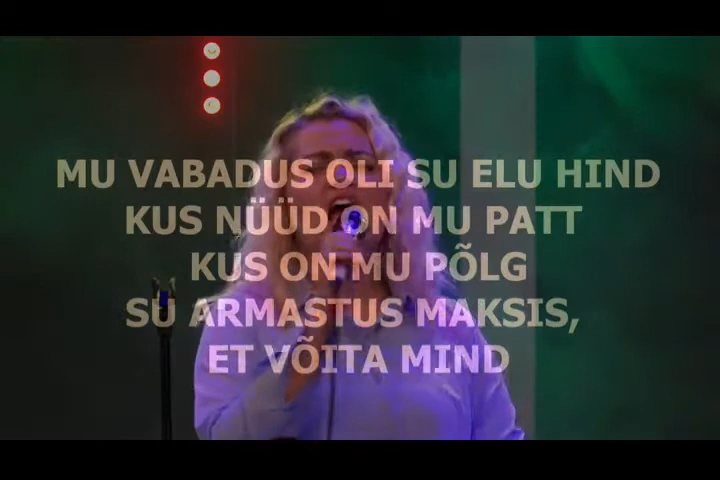 MU VABADUS OLI SU ELU HIND
KUS NÜÜD ON MU PATT
KUS ON MU PÕLG
SU ARMASTUS MAKSIS,
ET VÕITA MIND